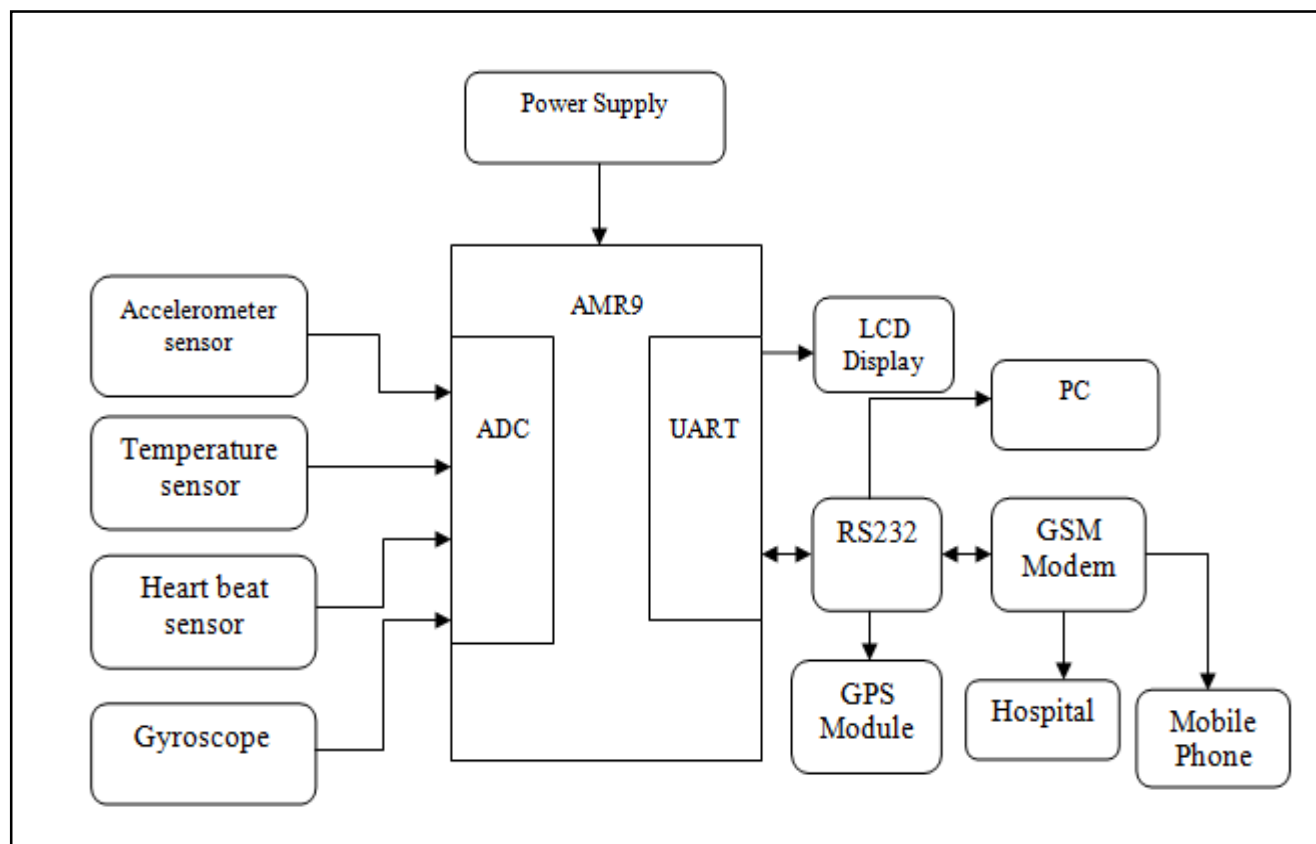 Power Supply
AMR9
Accelerometer
sensor
Temperature
sensor
Heart beat
sensor
Gyroscope
ADC
UART
LCD
Display
PC
RS232
GSM
Modem
GPS
Module
Hospital
Mobile
Phone